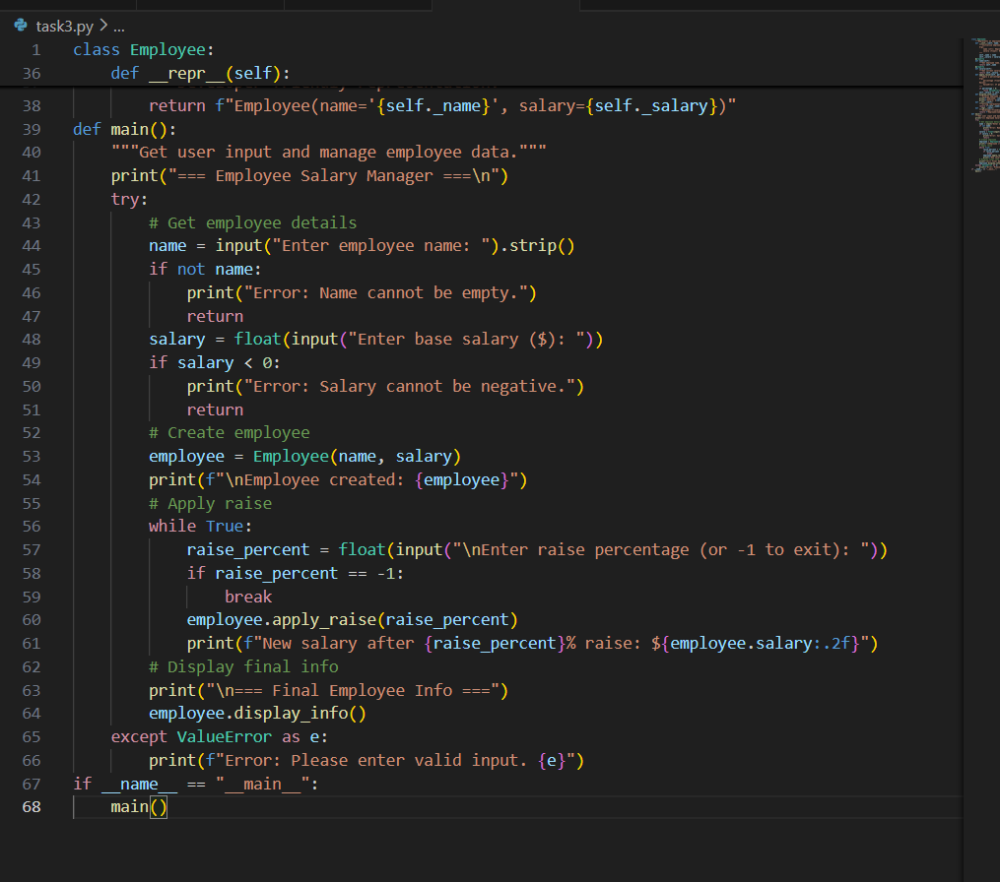 task3.py > ...
1 class Employee:
36     def __repr__(self):
38         return f"Employee(name='{self._name}', salary={self._salary})"
39 def main():
40     """Get user input and manage employee data."""
41     print("=== Employee Salary Manager ===\n")
42     try:
43         # Get employee details
44         name = input("Enter employee name: ").strip()
45         if not name:
46             print("Error: Name cannot be empty.")
47             return
48         salary = float(input("Enter base salary ($): "))
49         if salary < 0:
50             print("Error: Salary cannot be negative.")
51             return
52         # Create employee
53         employee = Employee(name, salary)
54         print(f"\nEmployee created: {employee}")
55         # Apply raise
56         while True:
57             raise_percent = float(input("\nEnter raise percentage (or -1 to exit): "))
58             if raise_percent == -1:
59                 break
60             employee.apply_raise(raise_percent)
61             print(f"New salary after {raise_percent}% raise: ${employee.salary:.2f}")
62         # Display final info
63         print("\n=== Final Employee Info ===")
64         employee.display_info()
65     except ValueError as e:
66         print(f"Error: Please enter valid input. {e}")
67 if __name__ == "__main__":
68     main()